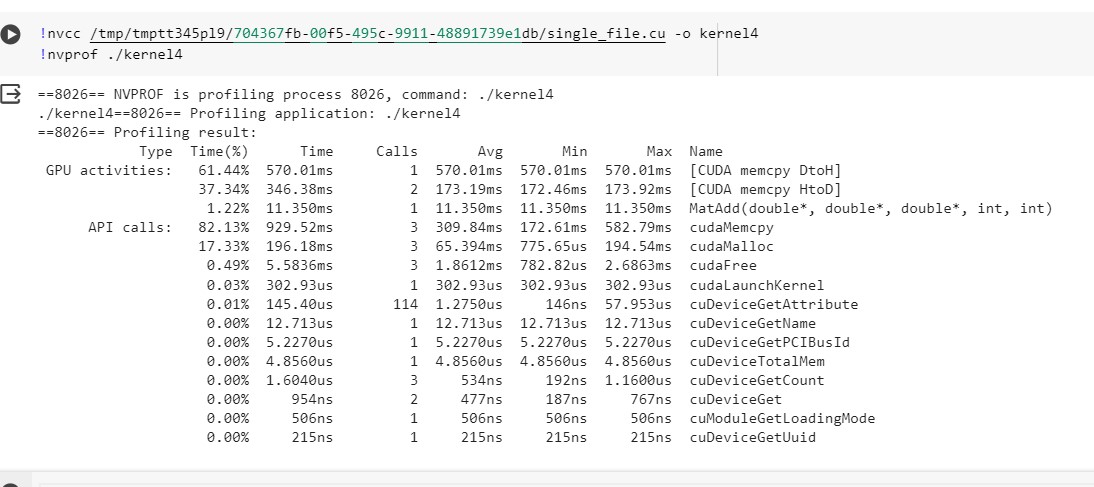 !nvcc /tmp/tmptt345pl9/704367fb-00f5-495c-9911-48891739e1db/single_file.cu -o kernel4
!nvprof ./kernel4
==8026== NVPROF is profiling process 8026, command: ./kernel4
./kernel4==8026== Profiling application: ./kernel4
==8026== Profiling result:
Type Time(%) Time Calls Avg Min Max Name
GPU activities: 61.44% 570.01ms 1 570.01ms 570.01ms 570.01ms [CUDA memcpy DtoH]
37.34% 346.38ms 2 173.19ms 172.46ms 173.92ms [CUDA memcpy HtoD]
1.22% 11.350ms 1 11.350ms 11.350ms 11.350ms MatAdd(double*, double*, double*, int, int)
API calls: 82.13% 929.52ms 3 309.84ms 172.61ms 582.79ms cudaMemcpy
17.33% 196.18ms 3 65.394ms 775.65us 194.54ms cudaMalloc
0.49% 5.5836ms 3 1.8612ms 782.82us 2.6863ms cudaFree
0.03% 302.93us 1 302.93us 302.93us 302.93us cudaLaunchKernel
0.01% 145.40us 114 1.2750us 146ns 57.953us cuDeviceGetAttribute
0.00% 12.713us 1 12.713us 12.713us 12.713us cuDeviceGetName
0.00% 5.2270us 1 5.2270us 5.2270us 5.2270us cuDeviceGetPCIBusId
0.00% 4.8560us 1 4.8560us 4.8560us 4.8560us cuDeviceTotalMem
0.00% 1.6040us 3 534ns 192ns 1.1600us cuDeviceGetCount
0.00% 954ns 2 477ns 187ns 767ns cuDeviceGet
0.00% 506ns 1 506ns 506ns 506ns cuModuleGetLoadingMode
0.00% 215ns 1 215ns 215ns 215ns cuDeviceGetUuid